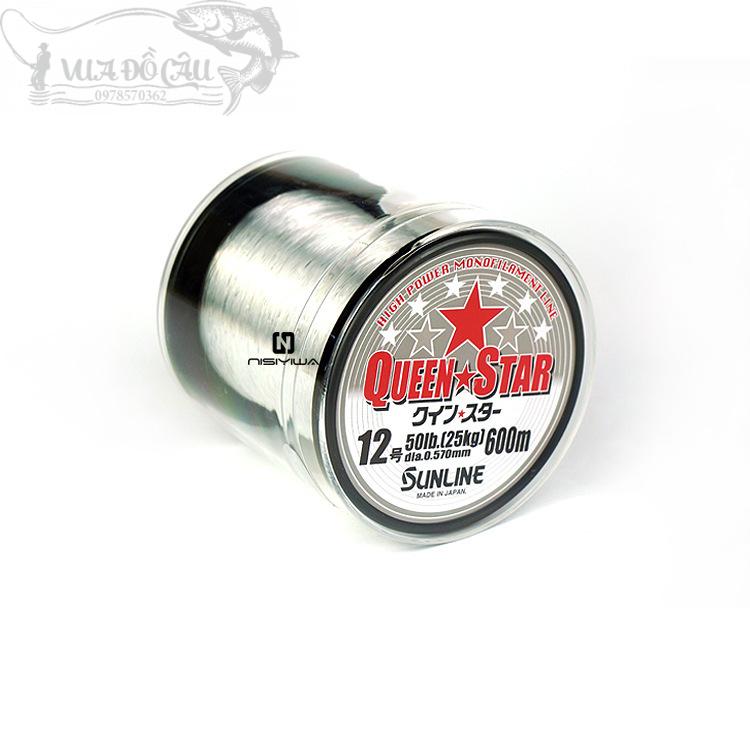 VUA ĐỒ CÂU
0978570362
HIGH-POWER MONOFILAMENT LINE
QUEEN★STAR
クイン★スター
12号 50lb.(25kg) 600m
dia.0.570mm
SUNLINE
MADE IN JAPAN.
NISIYIWA